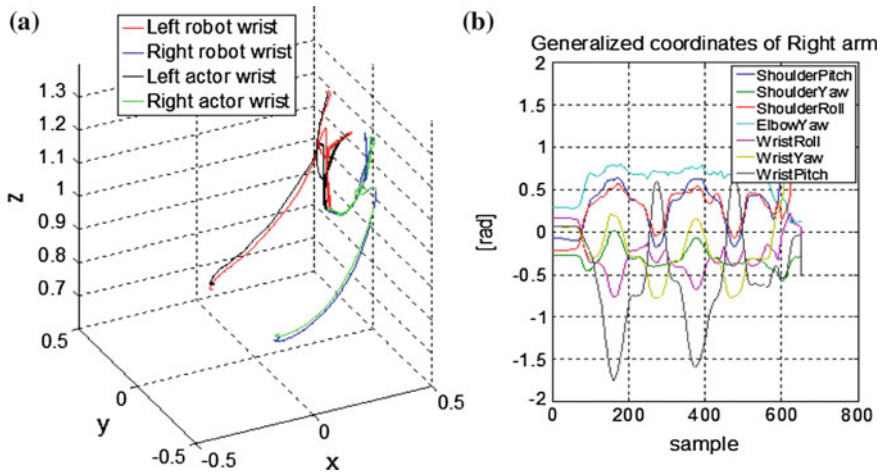 (a)
Left robot wrist
Right robot wrist
Left actor wrist
Right actor wrist
1.3
1.2
1.1
1
0.9
0.8
0.7
z
0.5
0
-0.5
y
-0.5
0
0.5
x
(b)
Generalized coordinates of Right arm
ShoulderPitch
ShoulderYaw
ShoulderRoll
ElbowYaw
WristRoll
WristYaw
WristPitch
2
1.5
1
0.5
0
-0.5
-1
-1.5
-2
[rad]
0
200
400
600
800
sample